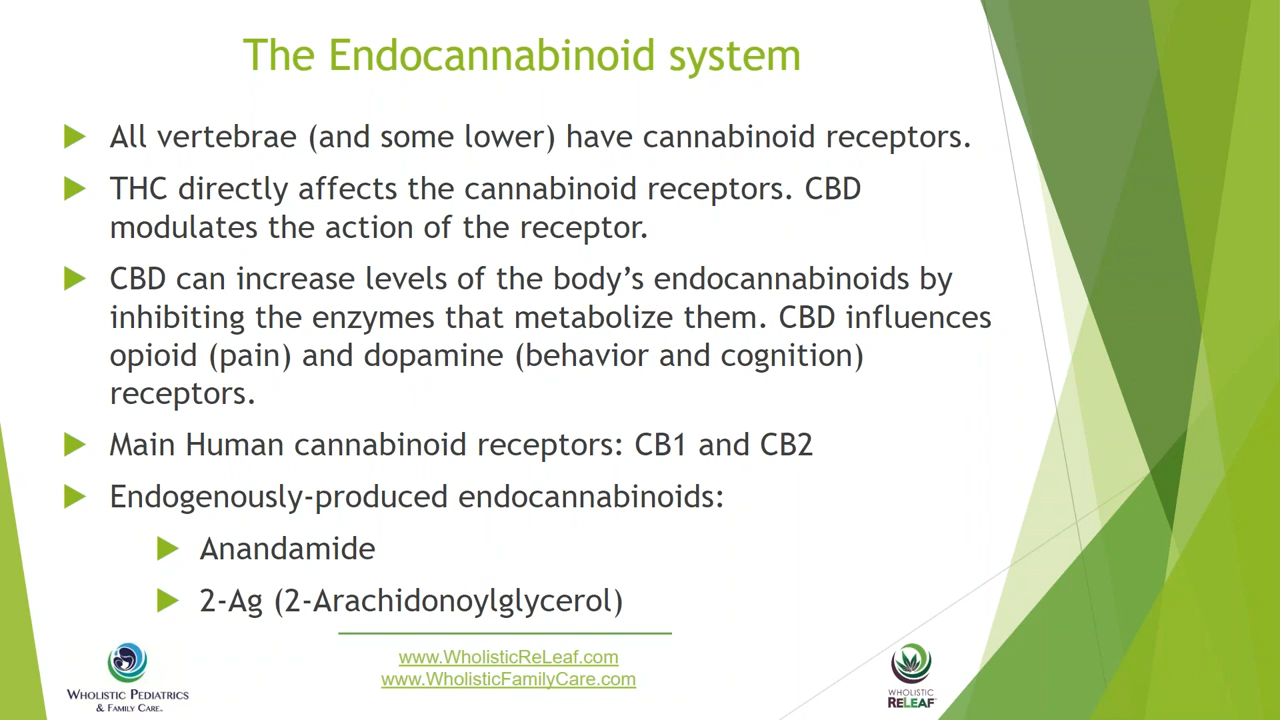 The Endocannabinoid system
All vertebrae (and some lower) have cannabinoid receptors.
THC directly affects the cannabinoid receptors. CBD
modulates the action of the receptor.
CBD can increase levels of the body’s endocannabinoids by
inhibiting the enzymes that metabolize them. CBD influences
opioid (pain) and dopamine (behavior and cognition)
receptors.
Main Human cannabinoid receptors: CB1 and CB2
Endogenously-produced endocannabinoids:
Anandamide
2-Ag (2-Arachidonoylglycerol)
www.WholisticReLeaf.com
www.WholisticFamilyCare.com
WHOLISTIC PEDIATRICS
& FAMILY CARE
WHOLISTIC
RELEAF